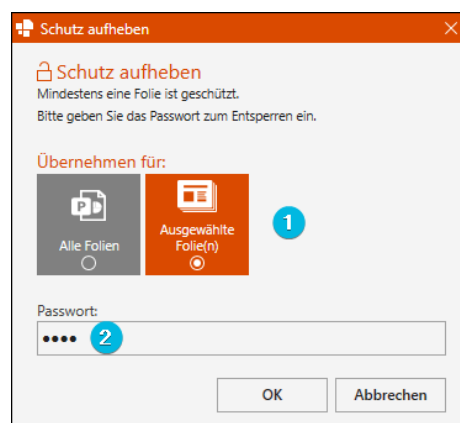 Schutz aufheben
Schutz aufheben
Mindestens eine Folie ist geschützt.
Bitte geben Sie das Passwort zum Entsperren ein.
Übernehmen für:
Alle Folien
Ausgewählte
Folie(n)
1
Passwort:
•••• 2
OK
Abbrechen